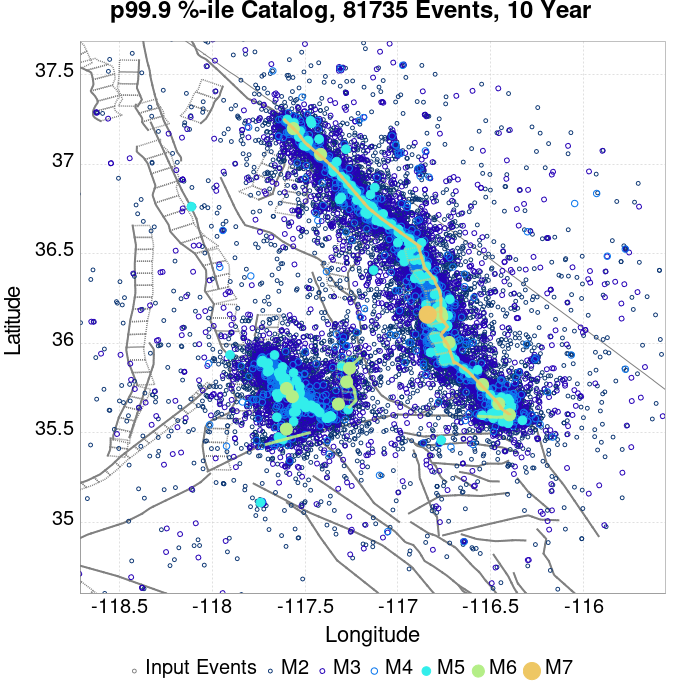 p99.9 %-ile Catalog, 81735 Events, 10 Year
37.5
37
36.5
36
35.5
35
Latitude
-118.5 -118 -117.5 -117 -116.5 -116
Longitude
Input Events M2 M3 M4 M5 M6 M7